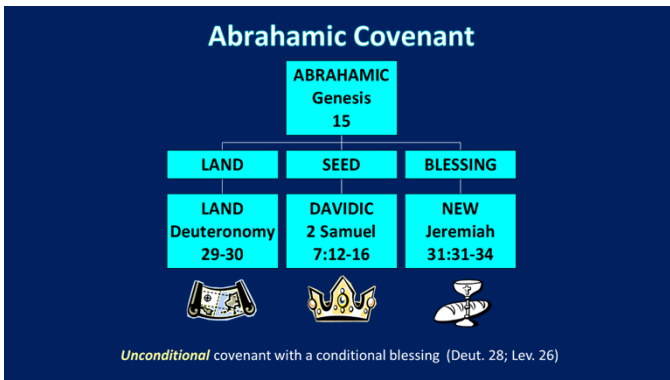 Abrahamic Covenant
ABRAHAMIC
Genesis
15
LAND
SEED
BLESSING
LAND
Deuteronomy
29-30
DAVIDIC
2 Samuel
7:12-16
NEW
Jeremiah
31:31-34
Unconditional covenant with a conditional blessing (Deut. 28; Lev. 26)